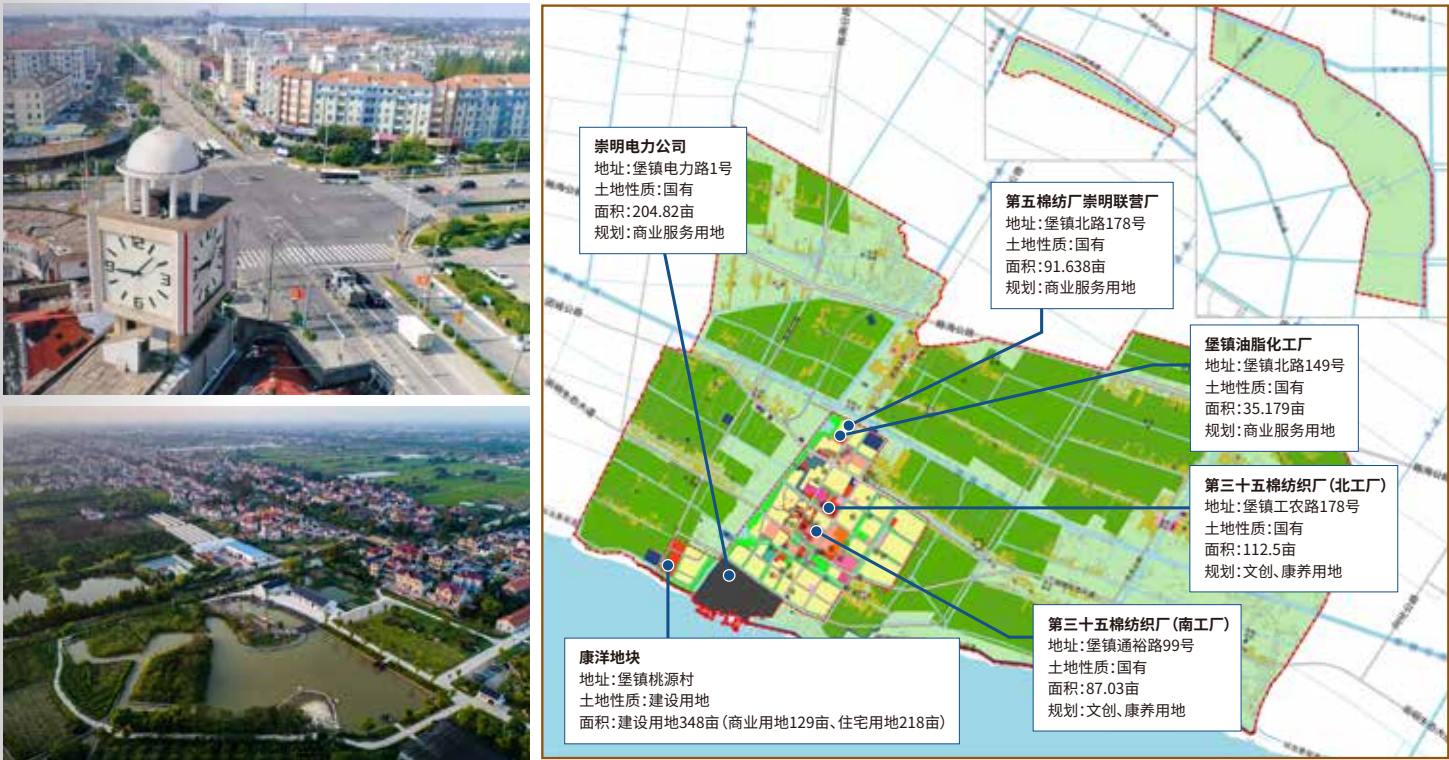 12
3
6
9
崇明电力公司
地址:堡镇电力路1号
土地性质:国有
面积:204.82亩
规划:商业服务用地
第五棉纺厂崇明联营厂
地址:堡镇北路178号
土地性质:国有
面积:91.638亩
规划:商业服务用地
堡镇油脂化工厂
地址:堡镇北路149号
土地性质:国有
面积:35.179亩
规划:商业服务用地
第三十五棉纺织厂(北工厂)
地址:堡镇工农路178号
土地性质:国有
面积:112.5亩
规划:文创、康养用地
第三十五棉纺织厂(南工厂)
地址:堡镇通裕路99号
土地性质:国有
面积:87.03亩
规划:文创、康养用地
康洋地块
地址:堡镇桃源村
土地性质:建设用地
面积:建设用地348亩(商业用地129亩、住宅用地218亩)